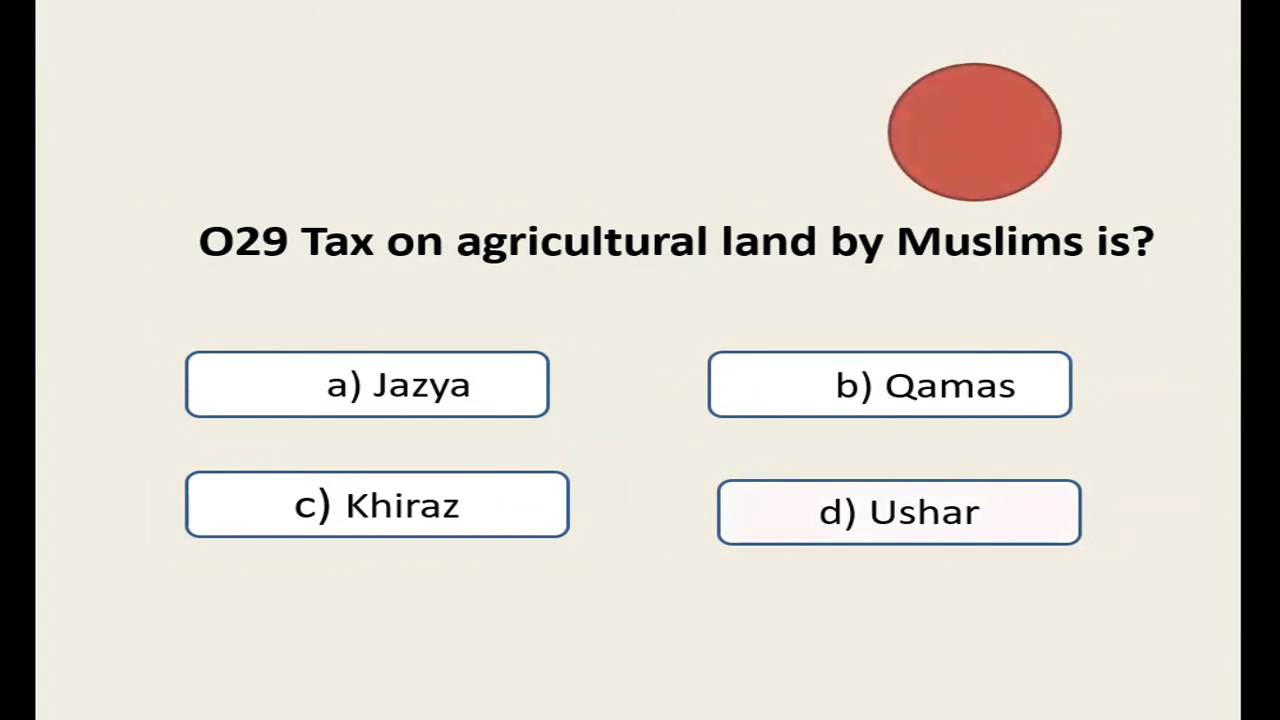 O29 Tax on agricultural land by Muslims is?
a) Jazya
b) Qamas
c) Khiraz
d) Ushar